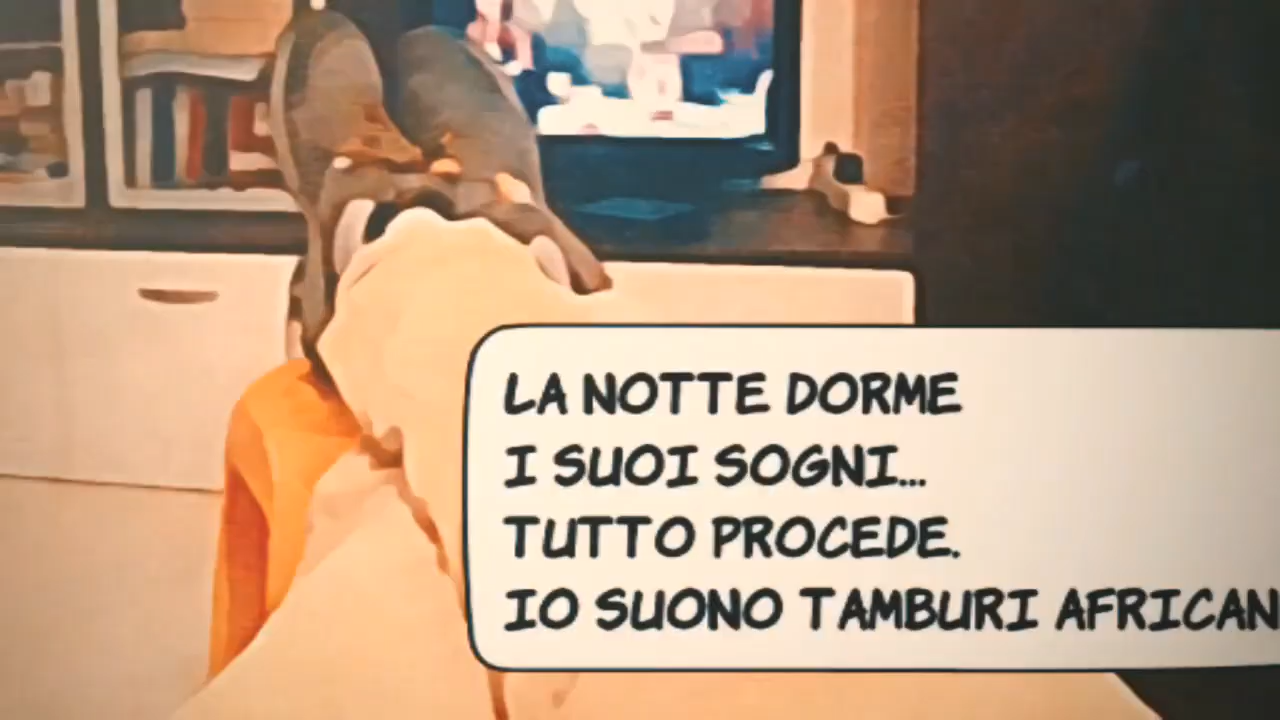 LA NOTTE DORME
I SUOI SOGNI...
TUTTO PROCEDE.
IO SUONO TAMBURI AFRICAN